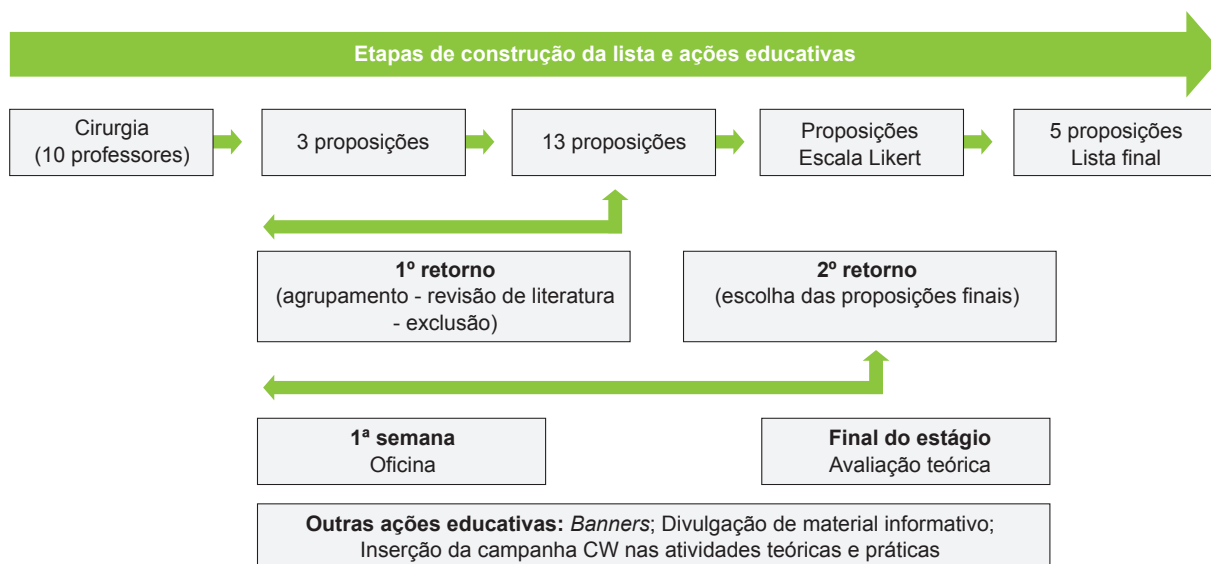 Etapas de construção da lista e ações educativas
Cirurgia
(10 professores)
3 proposições
13 proposições
Proposições
Escala Likert
5 proposições
Lista final
1º retorno
(agrupamento - revisão de literatura
- exclusão)
2º retorno
(escolha das proposições finais)
1ª semana
Oficina
Final do estágio
Avaliação teórica
Outras ações educativas: Banners; Divulgação de material informativo;
Inserção da campanha CW nas atividades teóricas e práticas